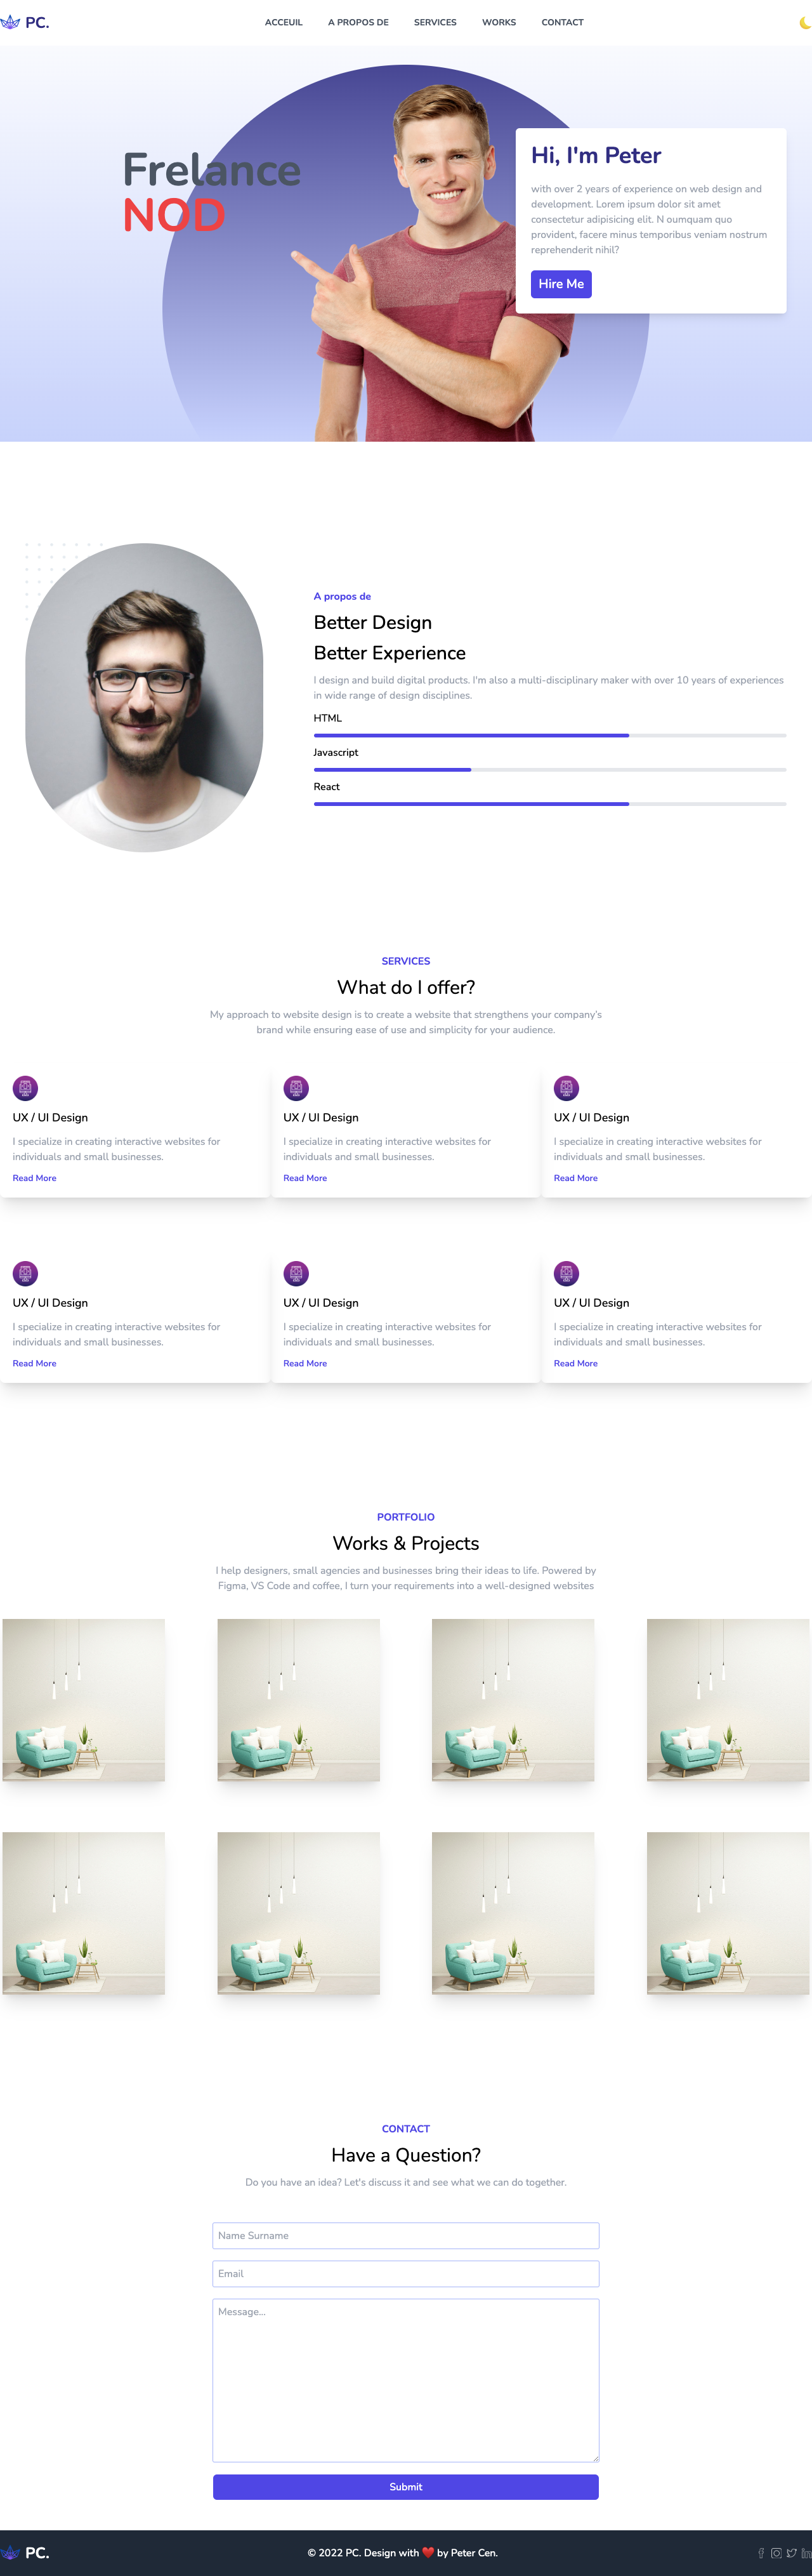 PC.
ACCEUIL
A PROPOS DE
SERVICES
WORKS
CONTACT
Frelance
NOD
Hi, I'm Peter
with over 2 years of experience on web design and
development. Lorem ipsum dolor sit amet
consectetur adipisicing elit. N oumquam quo
provident, facere minus temporibus veniam nostrum
reprehenderit nihil?
Hire Me
A propos de
Better Design
Better Experience
I design and build digital products. I'm also a multi-disciplinary maker with over 10 years of experiences
in wide range of design disciplines.
HTML
Javascript
React
SERVICES
What do I offer?
My approach to website design is to create a website that strengthens your company's
brand while ensuring ease of use and simplicity for your audience.
UX / UI Design
I specialize in creating interactive websites for
individuals and small businesses.
Read More
UX / UI Design
I specialize in creating interactive websites for
individuals and small businesses.
Read More
UX / UI Design
I specialize in creating interactive websites for
individuals and small businesses.
Read More
UX / UI Design
I specialize in creating interactive websites for
individuals and small businesses.
Read More
UX / UI Design
I specialize in creating interactive websites for
individuals and small businesses.
Read More
UX / UI Design
I specialize in creating interactive websites for
individuals and small businesses.
Read More
PORTFOLIO
Works & Projects
I help designers, small agencies and businesses bring their ideas to life. Powered by
Figma, VS Code and coffee, I turn your requirements into a well-designed websites
CONTACT
Have a Question?
Do you have an idea? Let's discuss it and see what we can do together.
Name Surname
Email
Message...
Submit
PC.
© 2022 PC. Design with ❤️ by Peter Cen.